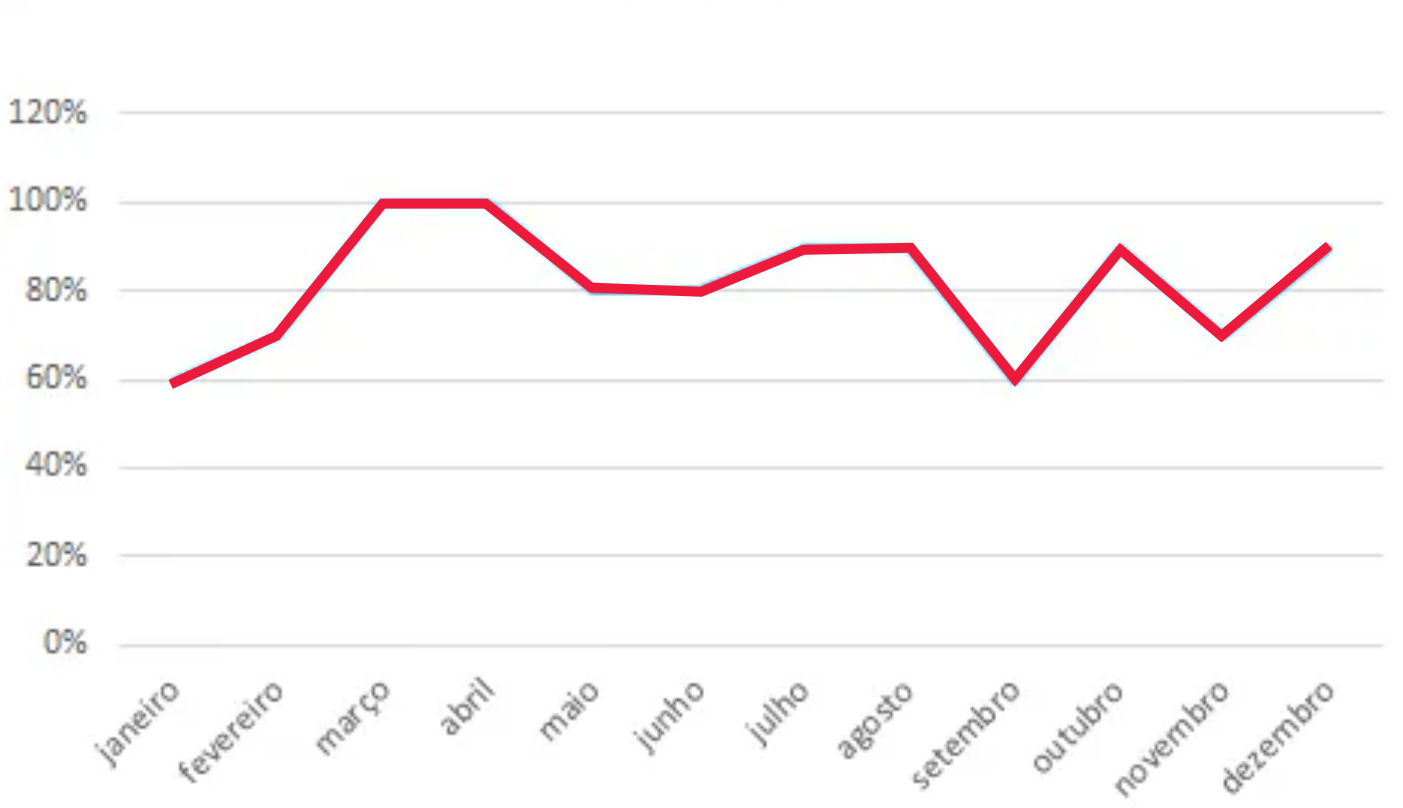 120%
100%
80%
60%
40%
20%
0%
janeiro
fevereiro
março
abril
maio
junho
julho
agosto
setembro
outubro
novembro
dezembro